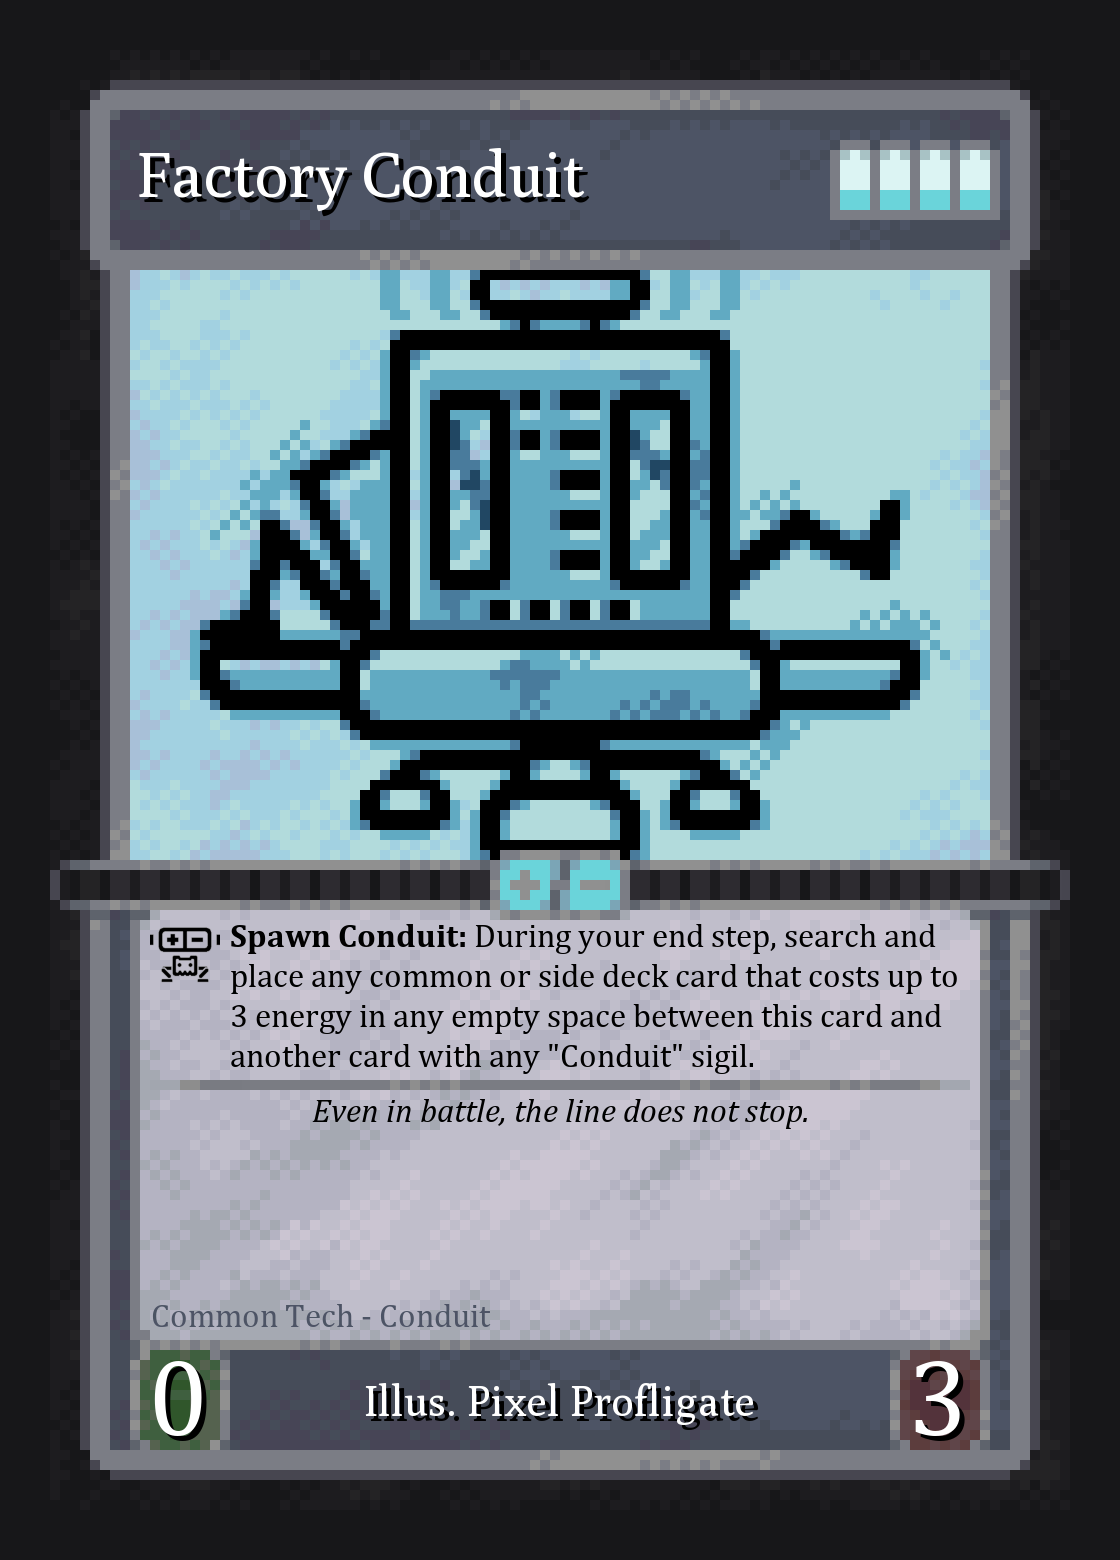 Factory Conduit
Spawn Conduit: During your end step, search and
place any common or side deck card that costs up to
3 energy in any empty space between this card and
another card with any "Conduit" sigil.
Even in battle, the line does not stop.
Common Tech - Conduit
0
Illus. Pixel Profligate
3